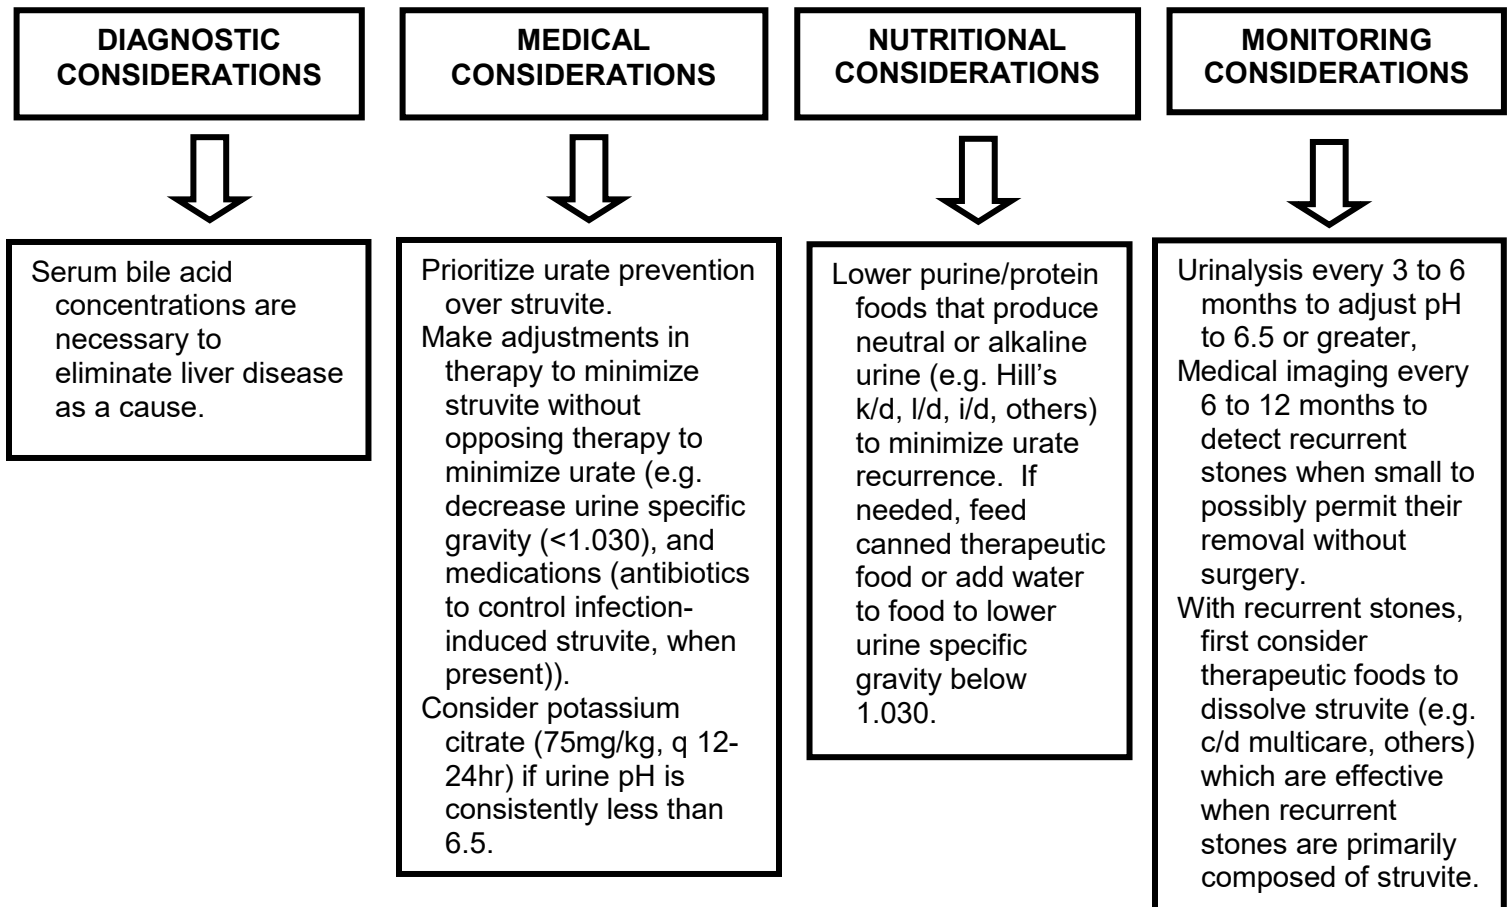 DIAGNOSTIC
CONSIDERATIONS
Serum bile acid
concentrations are
necessary to
eliminate liver disease
as a cause.
MEDICAL
CONSIDERATIONS
Prioritize urate prevention
over struvite.
Make adjustments in
therapy to minimize
struvite without
opposing therapy to
minimize urate (e.g.
decrease urine specific
gravity (<1.030), and
medications (antibiotics
to control infection-
induced struvite, when
present)).
Consider potassium
citrate (75mg/kg, q 12-
24hr) if urine pH is
consistently less than
6.5.
NUTRITIONAL
CONSIDERATIONS
Lower purine/protein
foods that produce
neutral or alkaline
urine (e.g. Hill’s
k/d, l/d, i/d, others)
to minimize urate
recurrence.  If
needed, feed
canned therapeutic
food or add water
to food to lower
urine specific
gravity below
1.030.
MONITORING
CONSIDERATIONS
Urinalysis every 3 to 6
months to adjust pH
to 6.5 or greater,
Medical imaging every
6 to 12 months to
detect recurrent
stones when small to
possibly permit their
removal without
surgery.
With recurrent stones,
first consider
therapeutic foods to
dissolve struvite (e.g.
c/d multicare, others)
which are effective
when recurrent
stones are primarily
composed of struvite.